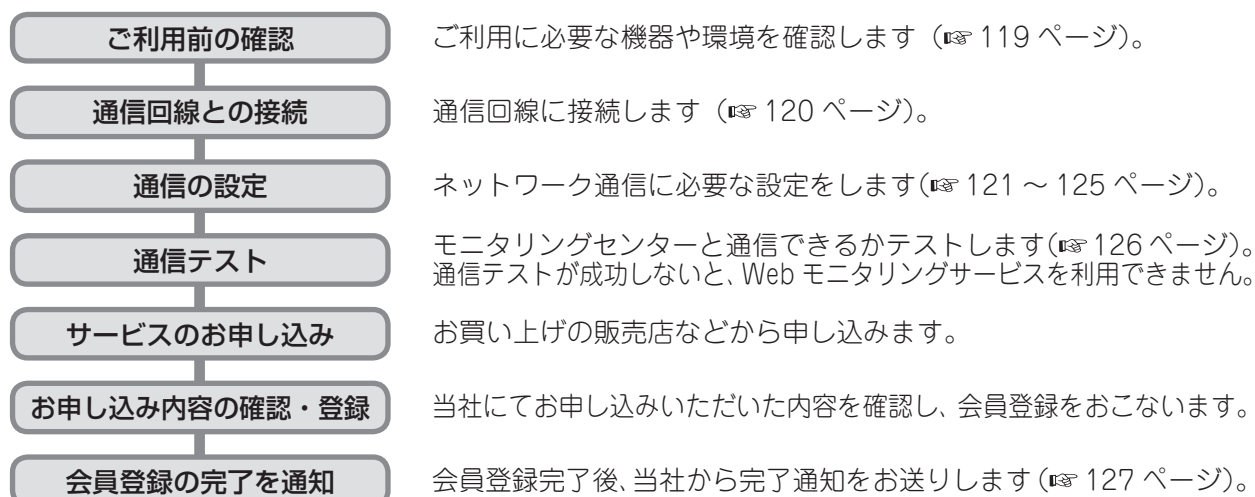 ご利用前の確認
ご利用に必要な機器や環境を確認します（☞ 119 ページ）。
通信回線との接続
通信回線に接続します（☞ 120 ページ）。
通信の設定
ネットワーク通信に必要な設定をします（☞ 121 ～ 125 ページ）。
通信テスト
モニタリングセンターと通信できるかテストします（☞ 126 ページ）。
通信テストが成功しないと、Web モニタリングサービスを利用できません。
サービスのお申し込み
お買い上げの販売店などから申し込みます。
お申し込み内容の確認・登録
当社にてお申し込みいただいた内容を確認し、会員登録をおこないます。
会員登録の完了を通知
会員登録完了後、当社から完了通知をお送りします（☞ 127 ページ）。